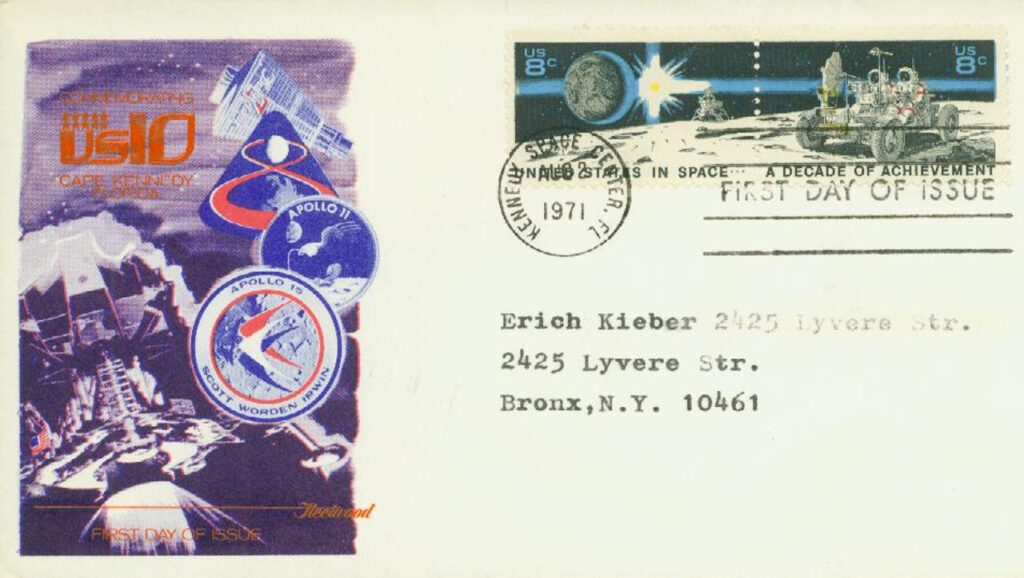 COMMEMORATING
US10
CAPE KENNEDY
FLORIDA
APOLLO 11
APOLLO 15
SCOTT WORDEN IRWIN
Fleetwood
FIRST DAY OF ISSUE
US
8c
US
8c
UNITED STATES IN SPACE... A DECADE OF ACHIEVEMENT
KENNEDY SPACE CENTER, FL
AUG 2
1971
FIRST DAY OF ISSUE
Erich Kieber 2425 Lyvere Str.
2425 Lyvere Str.
Bronx,N.Y. 10461